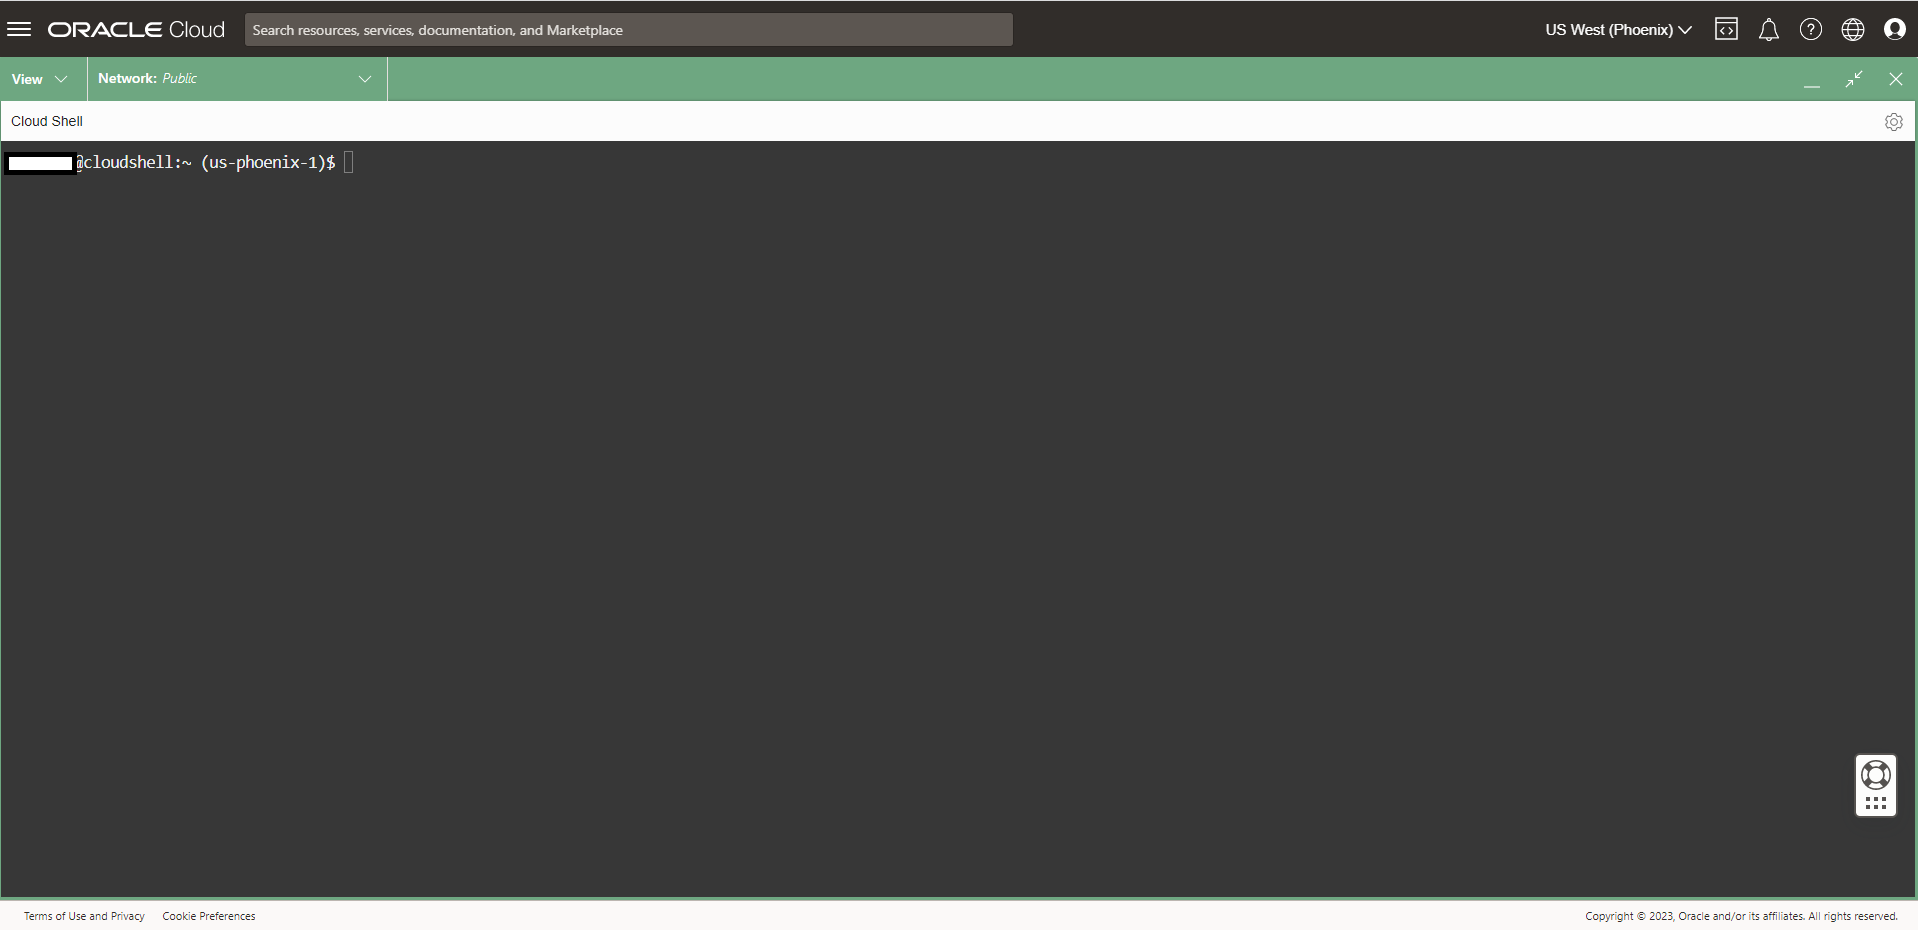 ORACLE Cloud
Search resources, services, documentation, and Marketplace
US West (Phoenix)
View
Network: Public
Cloud Shell
@cloudshell:~ (us-phoenix-1)$
Terms of Use and Privacy
Cookie Preferences
Copyright © 2023, Oracle and/or its affiliates. All rights reserved.